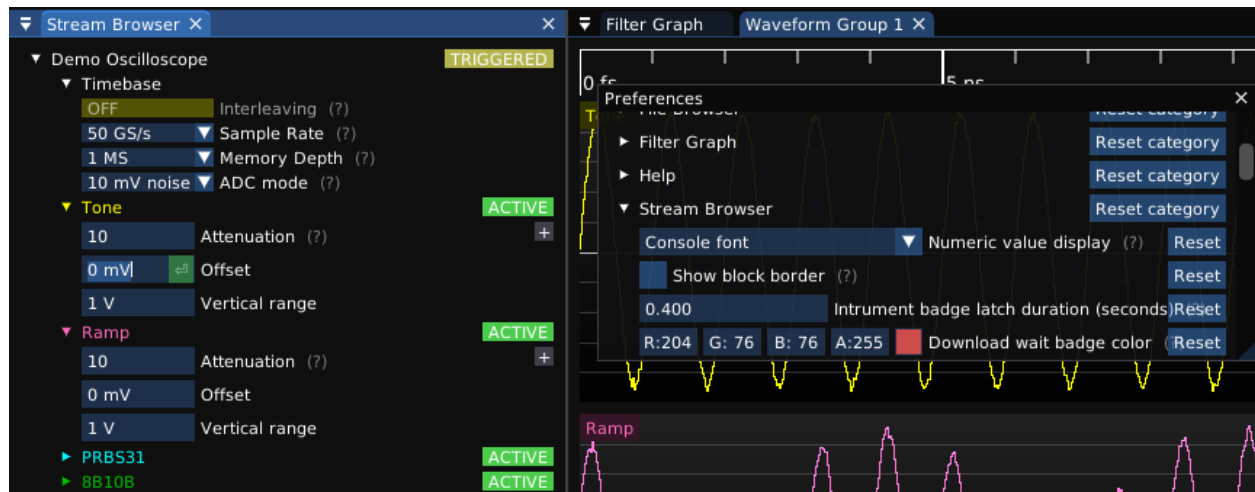 Stream Browser
Demo Oscilloscope TRIGGERED
Timebase
OFF Interleaving (?)
50 GS/s Sample Rate (?)
1 MS Memory Depth (?)
10 mV noise ADC mode (?)
Tone ACTIVE
10 Attenuation (?) +
0 mV Offset
1 V Vertical range
Ramp ACTIVE
10 Attenuation (?) +
0 mV Offset
1 V Vertical range
PRBS31 ACTIVE
8B10B ACTIVE
Filter Graph Waveform Group 1
0 fs 5 ns
Preferences
File Browser Reset category
Filter Graph Reset category
Help Reset category
Stream Browser Reset category
Console font Numeric value display (?) Reset
Show block border (?) Reset
0.400 Intrument badge latch duration (seconds) Reset
R:204 G: 76 B: 76 A:255 Download wait badge color Reset
Ramp